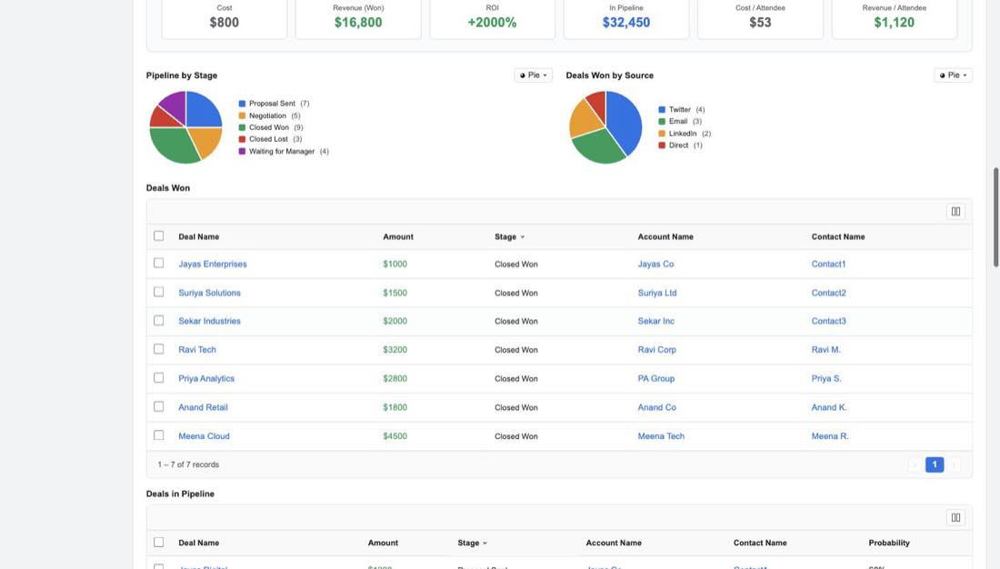 Cost Revenue (Won) ROI In Pipeline Cost / Attendee Revenue / Attendee
$800 $16,800 +2000% $32,450 $53 $1,120
Pipeline by Stage Pie Deals Won by Source Pie
Proposal Sent (7)
Negotiation (5)
Closed Won (9)
Closed Lost (3)
Waiting for Manager (4)
Twitter (4)
Email (3)
LinkedIn (2)
Direct (1)
Deals Won
Deal Name Amount Stage Account Name Contact Name
Jayas Enterprises $1000 Closed Won Jayas Co Contact1
Suriya Solutions $1500 Closed Won Suriya Ltd Contact2
Sekar Industries $2000 Closed Won Sekar Inc Contact3
Ravi Tech $3200 Closed Won Ravi Corp Ravi M.
Priya Analytics $2800 Closed Won PA Group Priya S.
Anand Retail $1800 Closed Won Anand Co Anand K.
Meena Cloud $4500 Closed Won Meena Tech Meena R.
1 – 7 of 7 records 1
Deals in Pipeline
Deal Name Amount Stage Account Name Contact Name Probability